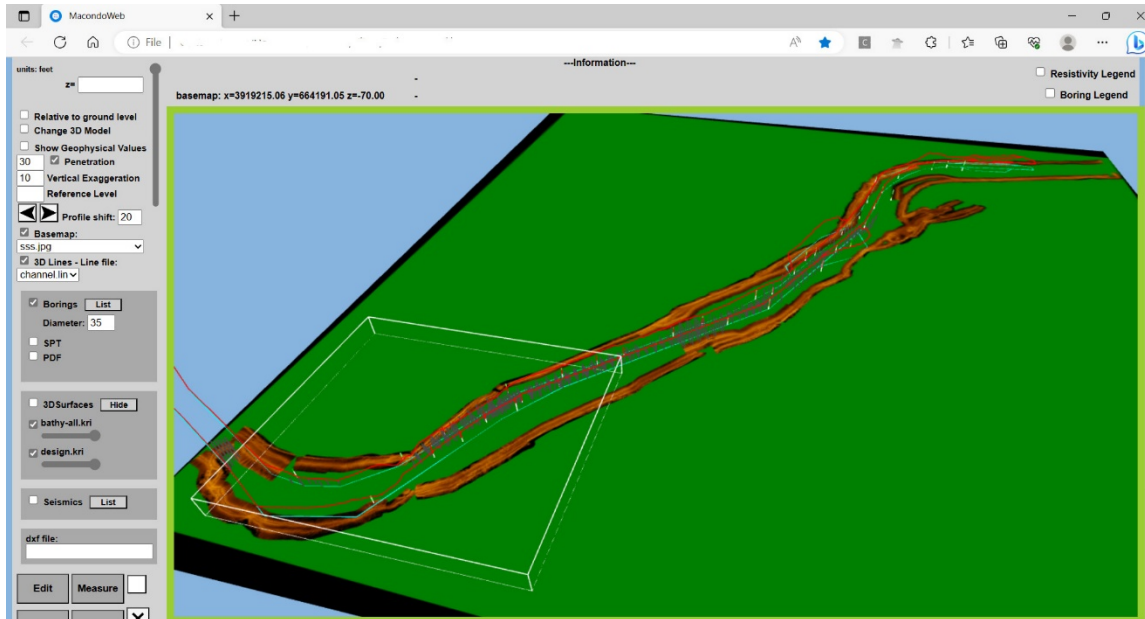 MacondoWeb
File
units: feet
z=
---Information---
-
basemap: x=3919215.06 y=664191.05 z=-70.00 -
Resistivity Legend
Boring Legend
Relative to ground level
Change 3D Model
Show Geophysical Values
30 Penetration
10 Vertical Exaggeration
Reference Level
Profile shift: 20
Basemap:
sss.jpg
3D Lines - Line file:
channel.lin
Borings List
Diameter: 35
SPT
PDF
3DSurfaces Hide
bathy-all.kri
design.kri
Seismics List
dxf file:
Edit Measure
X